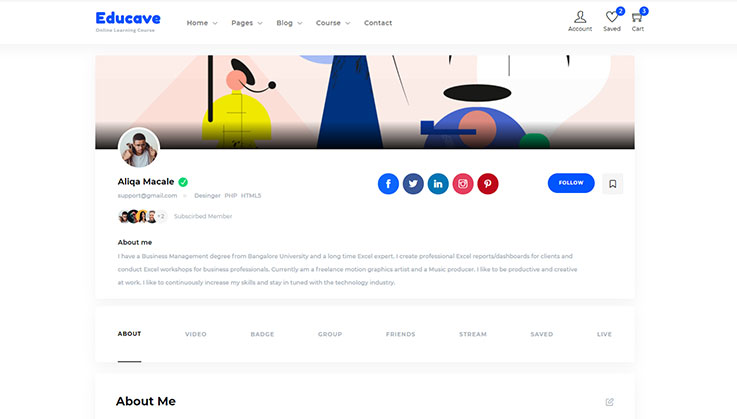 Educave
Online Learning Course
Home Pages Blog Course Contact
2 3
Account Saved Cart
Aliqa Macale
support@gmail.com – Desinger PHP HTML5
FOLLOW
+2 Subscribed Member
About me
I have a Business Management degree from Bangalore University and a long time Excel expert. I create professional Excel reports/dashboards for clients and
conduct Excel workshops for business professionals. Currently am a freelance motion graphics artist and a Music producer. I like to be productive and creative
at work. I like to continuously increase my skills and stay in tuned with the technology industry.
ABOUT VIDEO BADGE GROUP FRIENDS STREAM SAVED LIVE
About Me